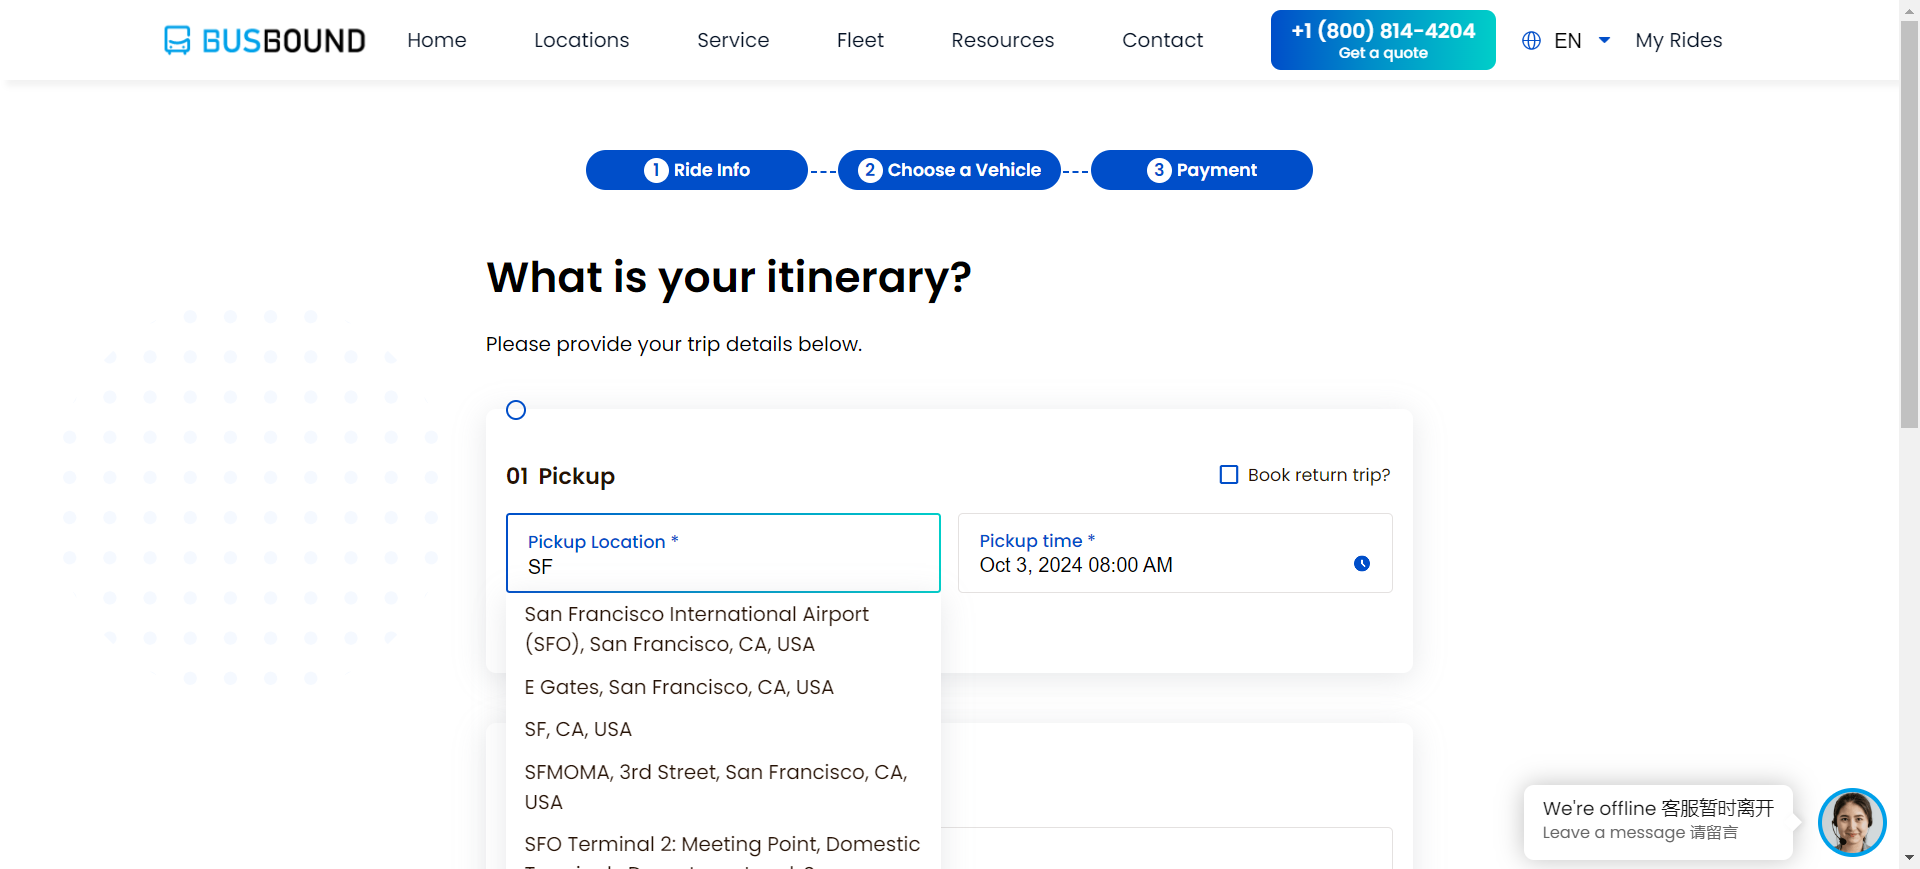 BUSBOUND
Home
Locations
Service
Fleet
Resources
Contact
+1 (800) 814-4204
Get a quote
EN
My Rides
1 Ride Info
2 Choose a Vehicle
3 Payment
What is your itinerary?
Please provide your trip details below.
01 Pickup
Book return trip?
Pickup Location *
SF
Pickup time *
Oct 3, 2024 08:00 AM
San Francisco International Airport
(SFO), San Francisco, CA, USA
E Gates, San Francisco, CA, USA
SF, CA, USA
SFMOMA, 3rd Street, San Francisco, CA,
USA
SFO Terminal 2: Meeting Point, Domestic
We're offline 客服暂时离开
Leave a message 请留言